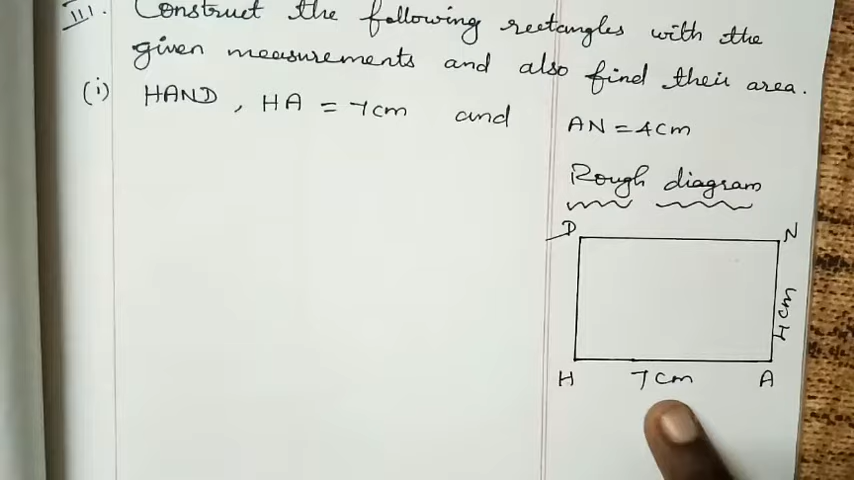 III. Construct the following rectangles with the
given measurements and also find their area.
(i) HAND, HA = 7cm and AN = 4cm
Rough diagram
D N
4cm
H 7cm A